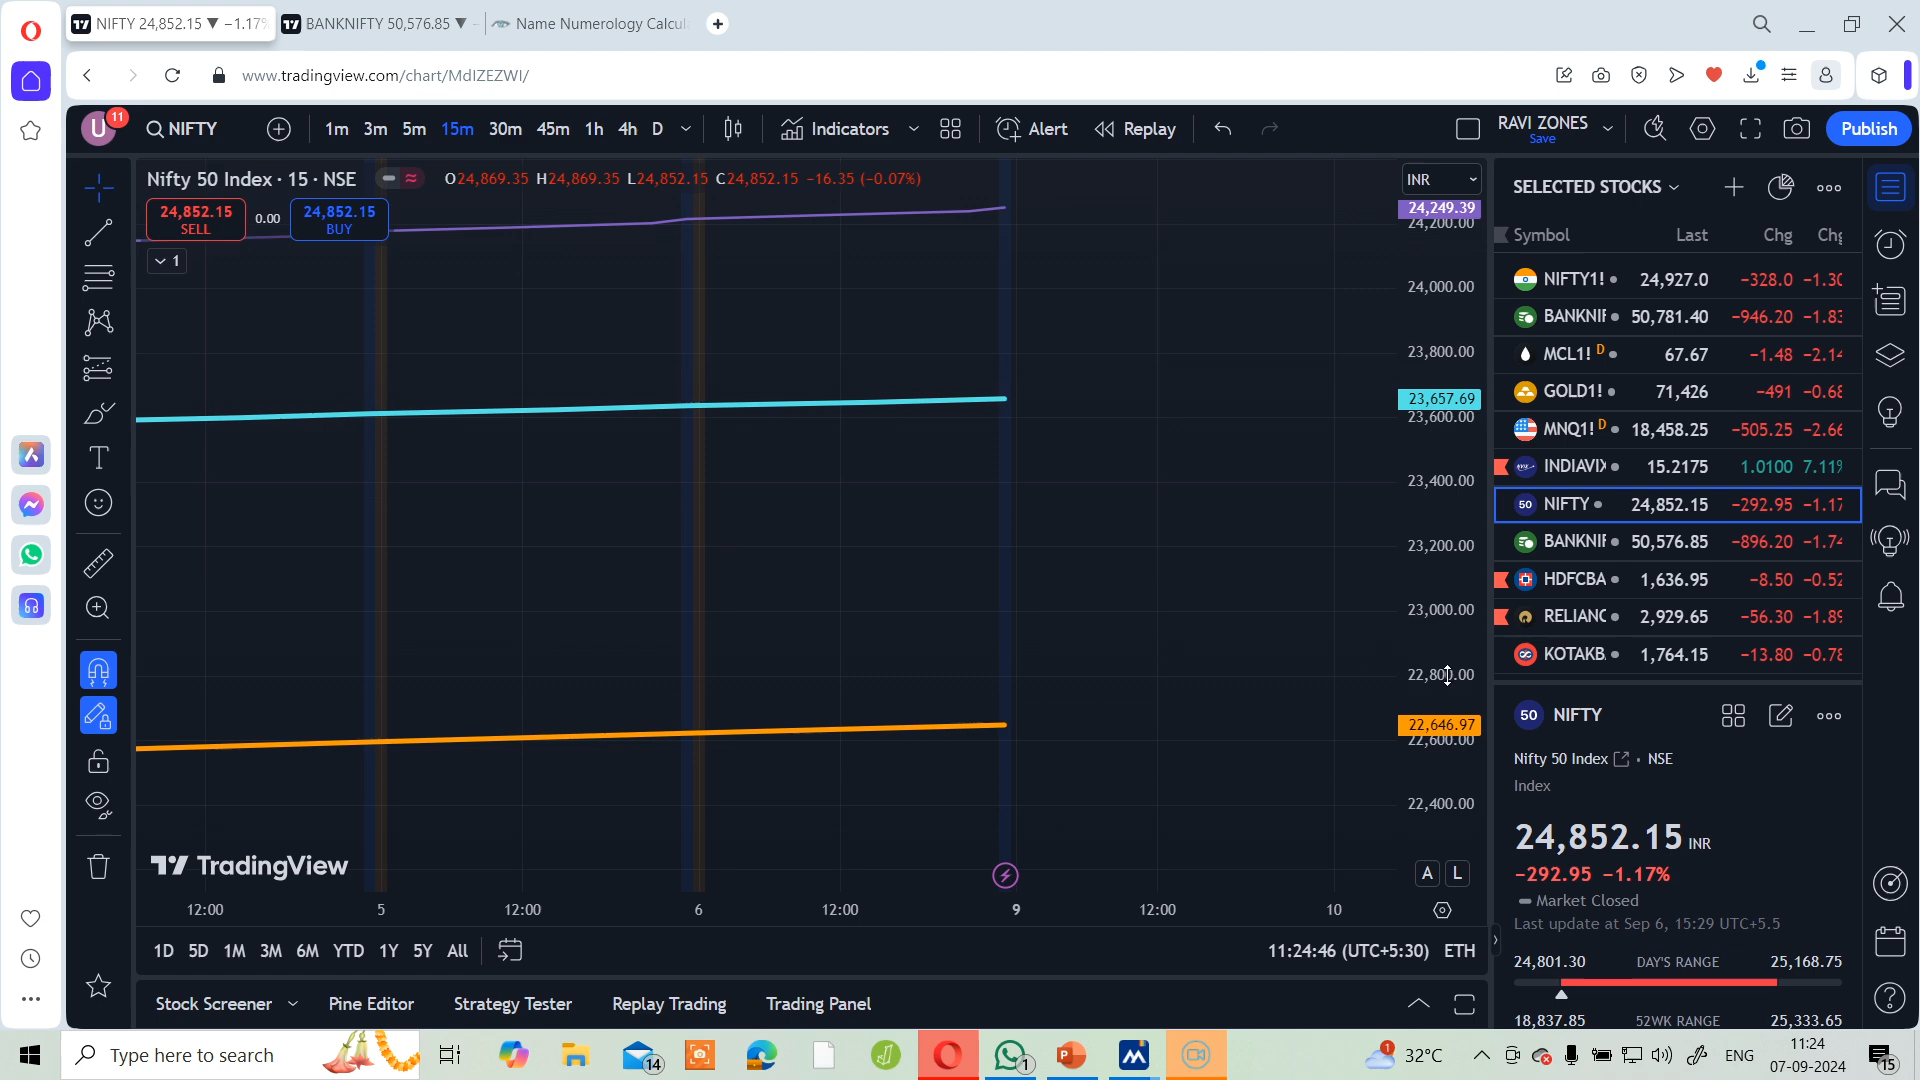 NIFTY 24,852.15 ▼ −1.17%
BANKNIFTY 50,576.85 ▼
Name Numerology Calcul
www.tradingview.com/chart/MdIZEZWI/
U
11
NIFTY
1m 3m 5m 15m 30m 45m 1h 4h D
Indicators
Alert
Replay
RAVI ZONES
Save
Publish
Nifty 50 Index · 15 · NSE
O24,869.35 H24,869.35 L24,852.15 C24,852.15 −16.35 (−0.07%)
24,852.15
SELL
0.00
24,852.15
BUY
1
INR
24,249.39
24,200.00
24,000.00
23,800.00
23,657.69
23,600.00
23,400.00
23,200.00
23,000.00
22,800.00
22,646.97
22,600.00
22,400.00
A L
TradingView
12:00 5 12:00 6 12:00 9 12:00 10
1D 5D 1M 3M 6M YTD 1Y 5Y All
11:24:46 (UTC+5:30) ETH
Stock Screener
Pine Editor
Strategy Tester
Replay Trading
Trading Panel
SELECTED STOCKS
Symbol Last Chg Chg
NIFTY1! 24,927.0 −328.0 −1.30
BANKNIF 50,781.40 −946.20 −1.83
MCL1! D 67.67 −1.48 −2.14
GOLD1! 71,426 −491 −0.68
MNQ1! D 18,458.25 −505.25 −2.66
INDIAVIX 15.2175 1.0100 7.11%
50 NIFTY 24,852.15 −292.95 −1.17
BANKNIF 50,576.85 −896.20 −1.74
HDFCBA 1,636.95 −8.50 −0.52
RELIANC 2,929.65 −56.30 −1.89
KOTAKB. 1,764.15 −13.80 −0.78
50 NIFTY
Nifty 50 Index · NSE
Index
24,852.15 INR
−292.95 −1.17%
Market Closed
Last update at Sep 6, 15:29 UTC+5.5
24,801.30 DAY'S RANGE 25,168.75
18,837.85 52WK RANGE 25,333.65
Type here to search
14
1
1
32°C
ENG
11:24
07-09-2024
15